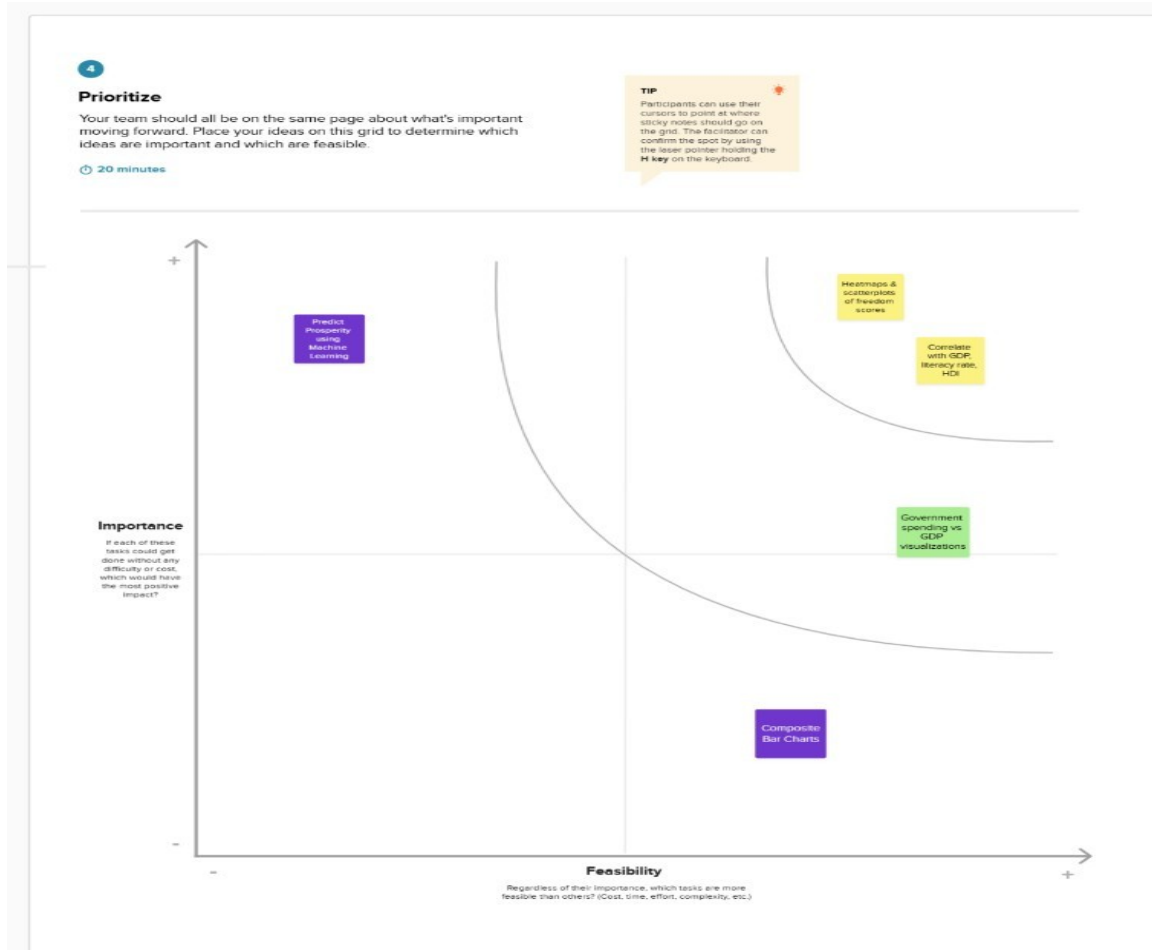 4
Prioritize
Your team should all be on the same page about what's important
moving forward. Place your ideas on this grid to determine which
ideas are important and which are feasible.
20 minutes
TIP
Participants can use their
cursors to point at where
sticky notes should go on
the grid. The facilitator can
confirm the spot by using
the laser pointer holding the
H key on the keyboard.
+
Predict
Prosperity
using
Machine
Learning
Heatmaps &
scatterplots
of freedom
scores
Correlate
with GDP,
literacy rate,
HDI
Importance
If each of these
tasks could get
done without any
difficulty or cost,
which would have
the most positive
impact?
Government
spending vs
GDP
visualizations
Composite
Bar Charts
-
-
Feasibility
+
Regardless of their importance, which tasks are more
feasible than others? (Cost, time, effort, complexity, etc.)